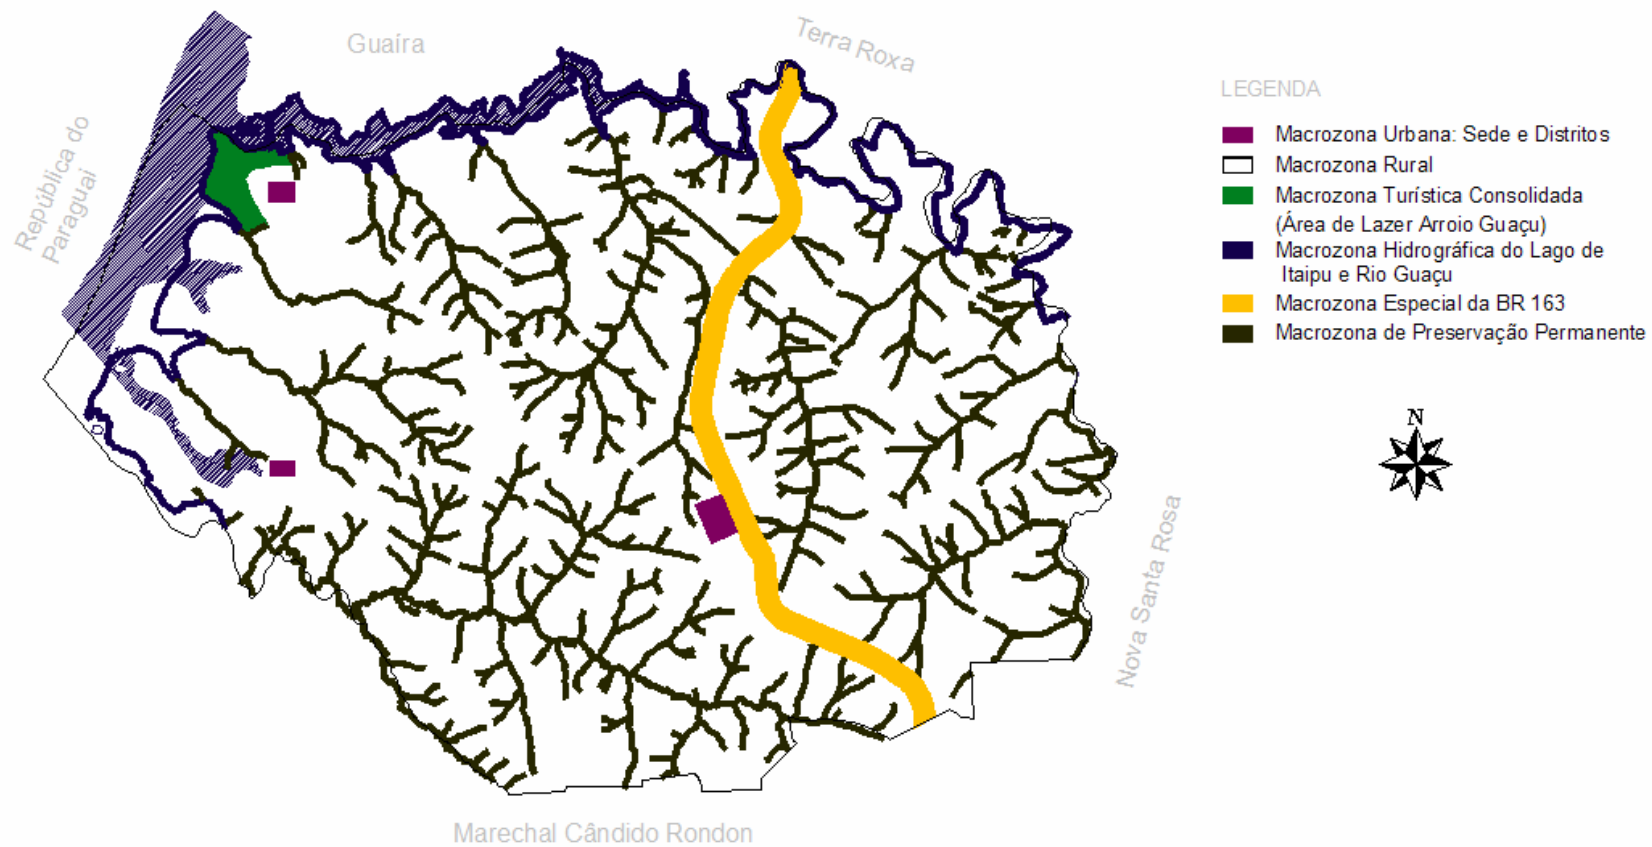 Guaíra
Terra Roxa
República do
Paraguai
Nova Santa Rosa
Marechal Cândido Rondon
LEGENDA
Macrozona Urbana: Sede e Distritos
Macrozona Rural
Macrozona Turística Consolidada
(Área de Lazer Arroio Guaçu)
Macrozona Hidrográfica do Lago de
Itaipu e Rio Guaçu
Macrozona Especial da BR 163
Macrozona de Preservação Permanente
N